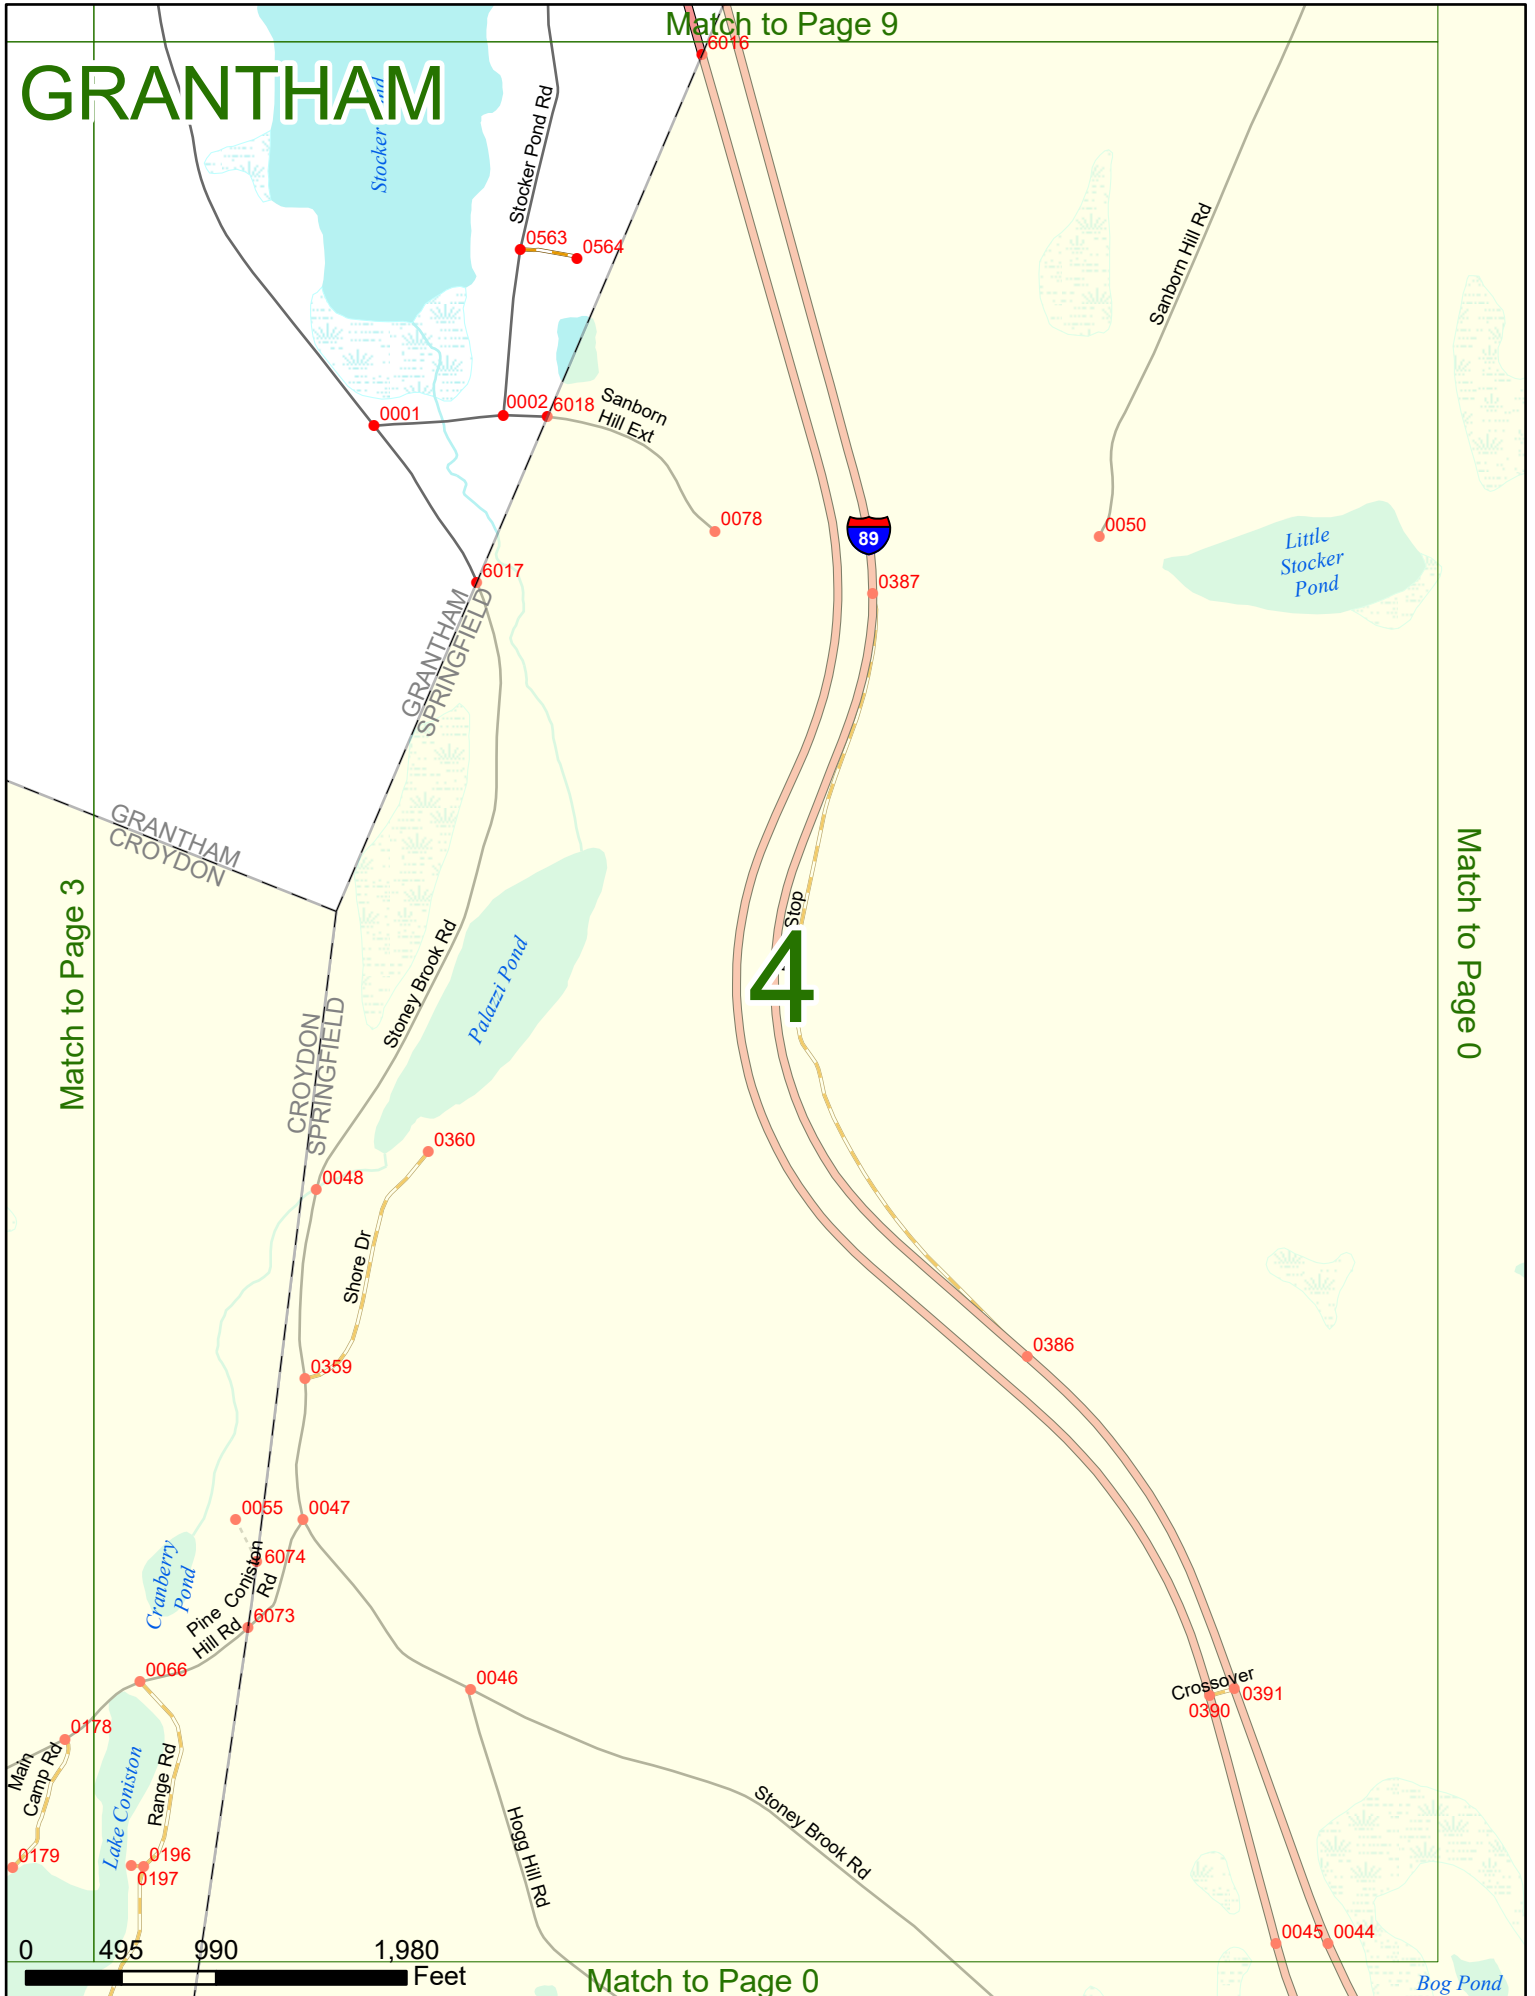 Match to Page 9
6016
GRANTHAM
Stocker
Stocker Pond Rd
0563
0564
Sanborn Hill Rd
0001
0002
6018
Sanborn
Hill Ext
0078
89
0050
Little
Stocker
Pond
6017
0387
GRANTHAM
SPRINGFIELD
GRANTHAM
CROYDON
Match to Page 3
Match to Page 0
Stop
4
Stoney Brook Rd
Palazzi Pond
CROYDON
SPRINGFIELD
0360
0048
Shore Dr
0359
0386
0055
0047
6074
Cranberry
Pond
Coniston
Rd
Pine
Hill Rd
6073
0066
0046
Crossover
0391
0390
0178
Main
Camp Rd
Lake Coniston
Range Rd
Hogg Hill Rd
Stoney Brook Rd
0179
0196
0197
0045
0044
0
495
990
1,980
Feet
Match to Page 0
Bog Pond